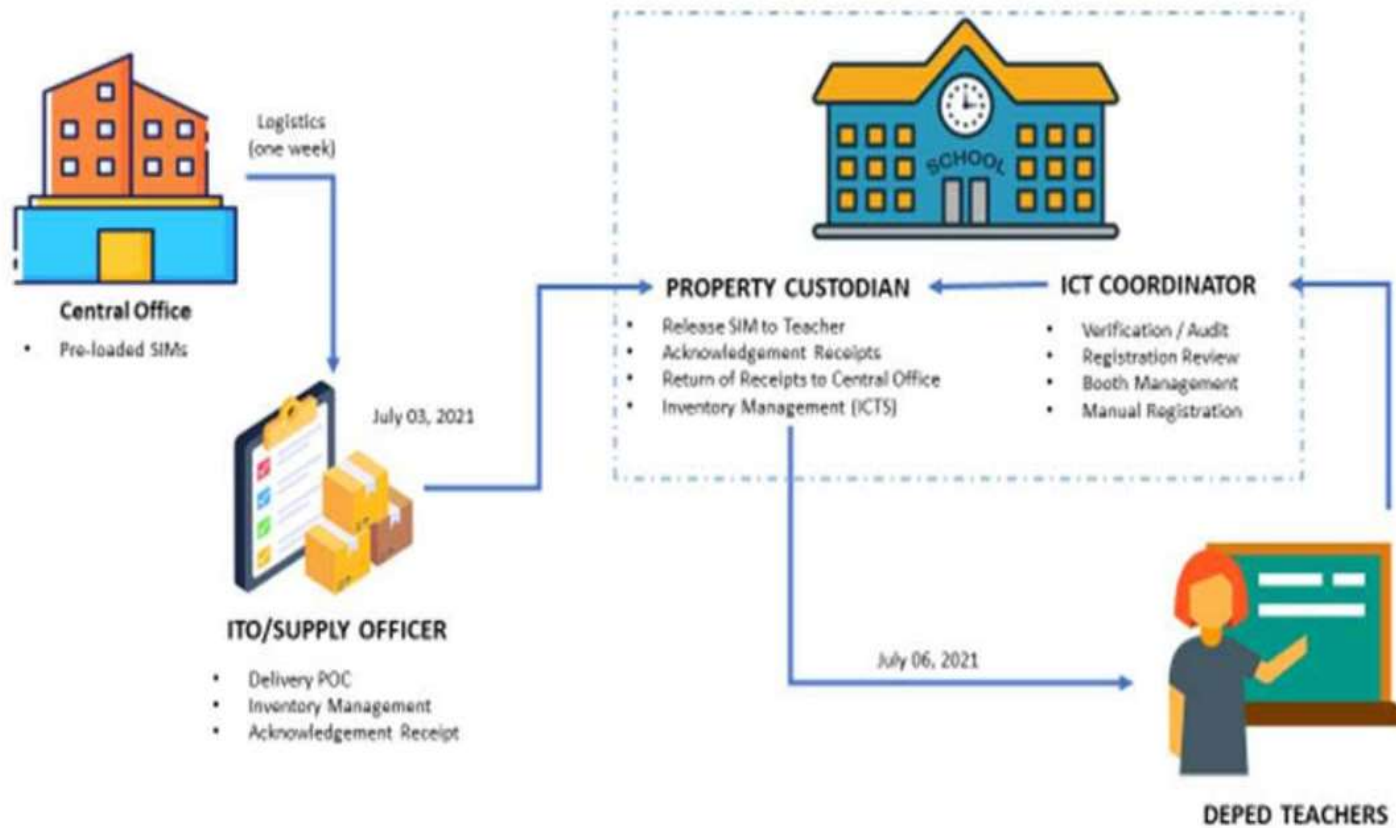 Logistics
(one week)
SCHOOL
Central Office
• Pre-loaded SIMs
PROPERTY CUSTODIAN
• Release SIM to Teacher
• Acknowledgement Receipts
• Return of Receipts to Central Office
• Inventory Management (ICTS)
ICT COORDINATOR
• Verification / Audit
• Registration Review
• Booth Management
• Manual Registration
July 03, 2021
ITO/SUPPLY OFFICER
• Delivery POC
• Inventory Management
• Acknowledgement Receipt
July 06, 2021
DEPED TEACHERS